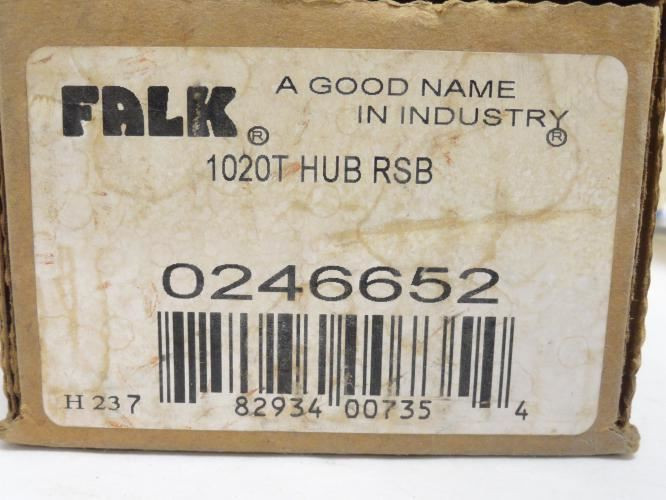 FALK ®
A GOOD NAME
IN INDUSTRY ®
1020T HUB RSB
0246652
H 237
82934 00735 4